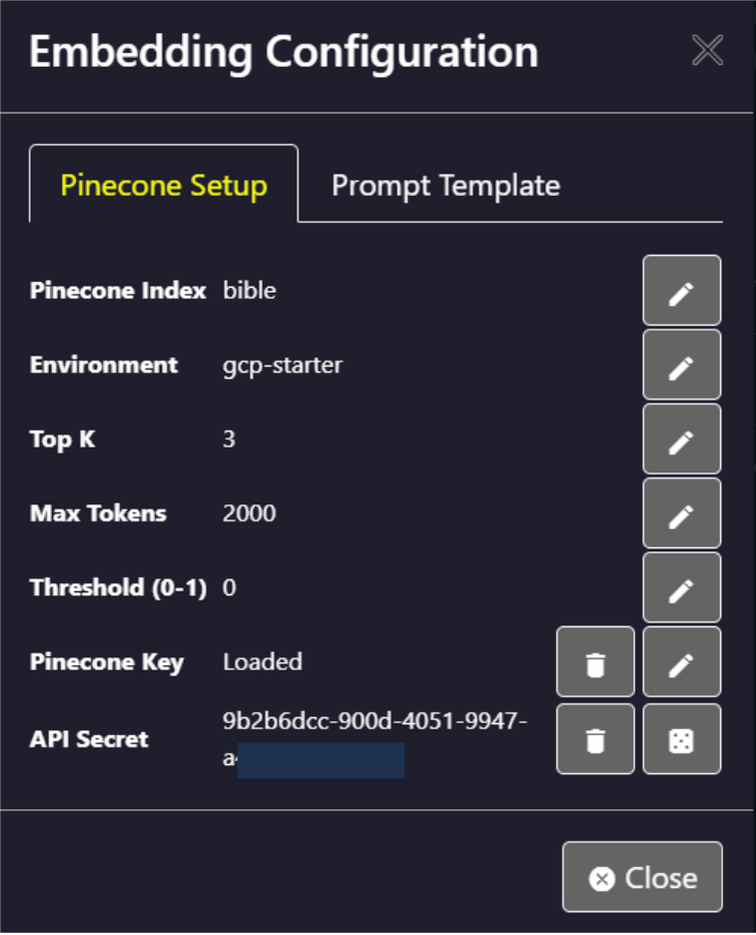 Embedding Configuration
Pinecone Setup
Prompt Template
Pinecone Index bible
Environment gcp-starter
Top K 3
Max Tokens 2000
Threshold (0-1) 0
Pinecone Key Loaded
API Secret 9b2b6dcc-900d-4051-9947-
Close